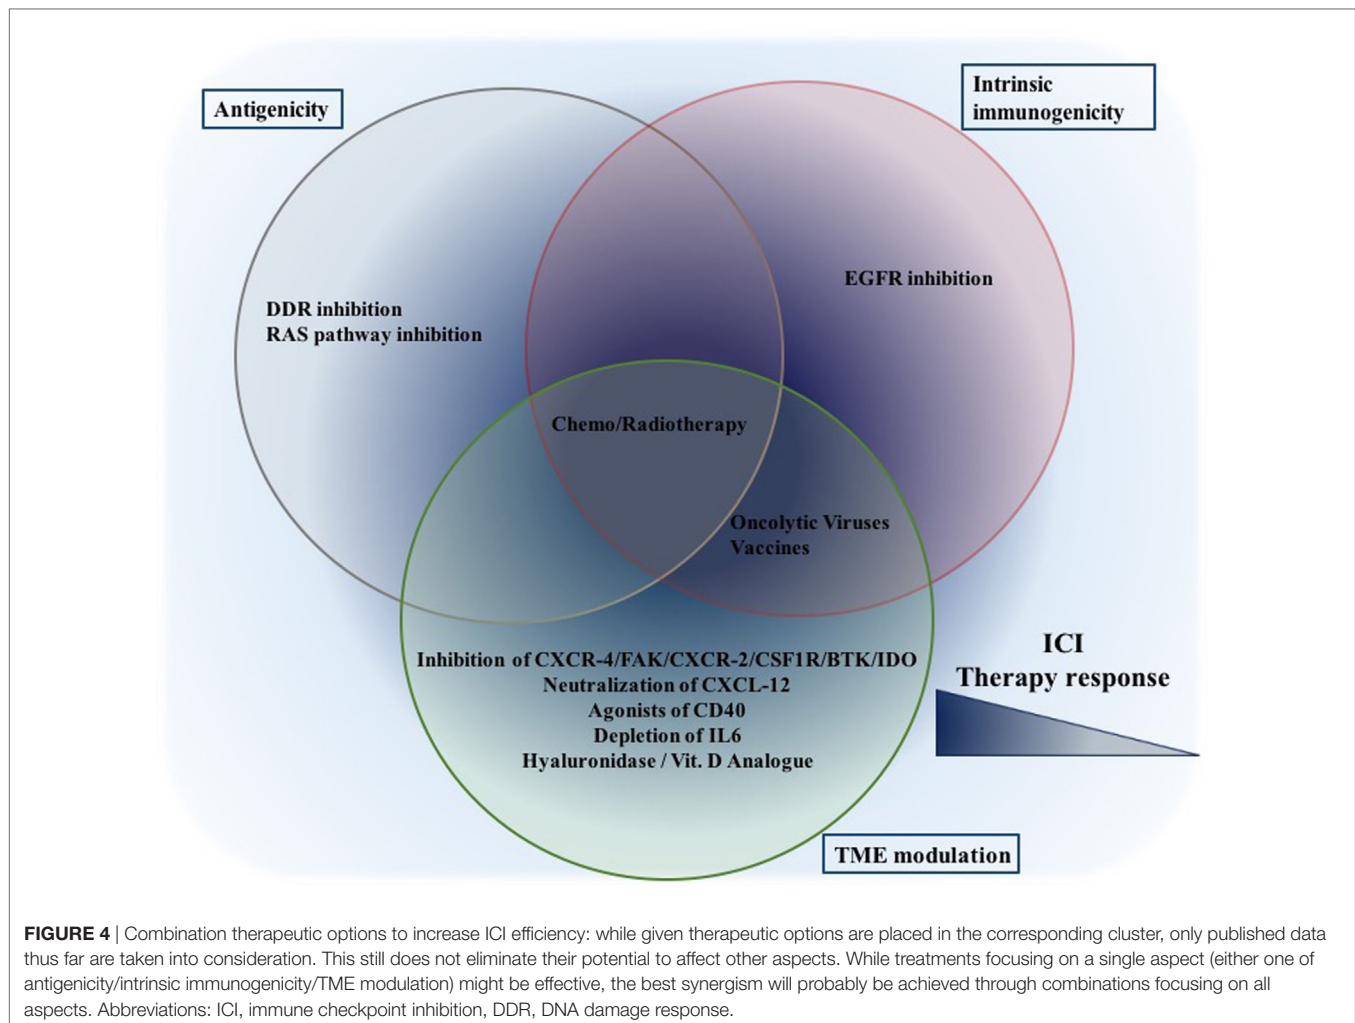 Antigenicity
Intrinsic
immunogenicity
EGFR inhibition
DDR inhibition
RAS pathway inhibition
Chemo/Radiotherapy
Oncolytic Viruses
Vaccines
Inhibition of CXCR-4/FAK/CXCR-2/CSF1R/BTK/IDO
Neutralization of CXCL-12
Agonists of CD40
Depletion of IL6
Hyaluronidase / Vit. D Analogue
ICI
Therapy response
TME modulation
FIGURE 4 | Combination therapeutic options to increase ICI efficiency: while given therapeutic options are placed in the corresponding cluster, only published data
thus far are taken into consideration. This still does not eliminate their potential to affect other aspects. While treatments focusing on a single aspect (either one of
antigenicity/intrinsic immunogenicity/TME modulation) might be effective, the best synergism will probably be achieved through combinations focusing on all
aspects. Abbreviations: ICI, immune checkpoint inhibition, DDR, DNA damage response.